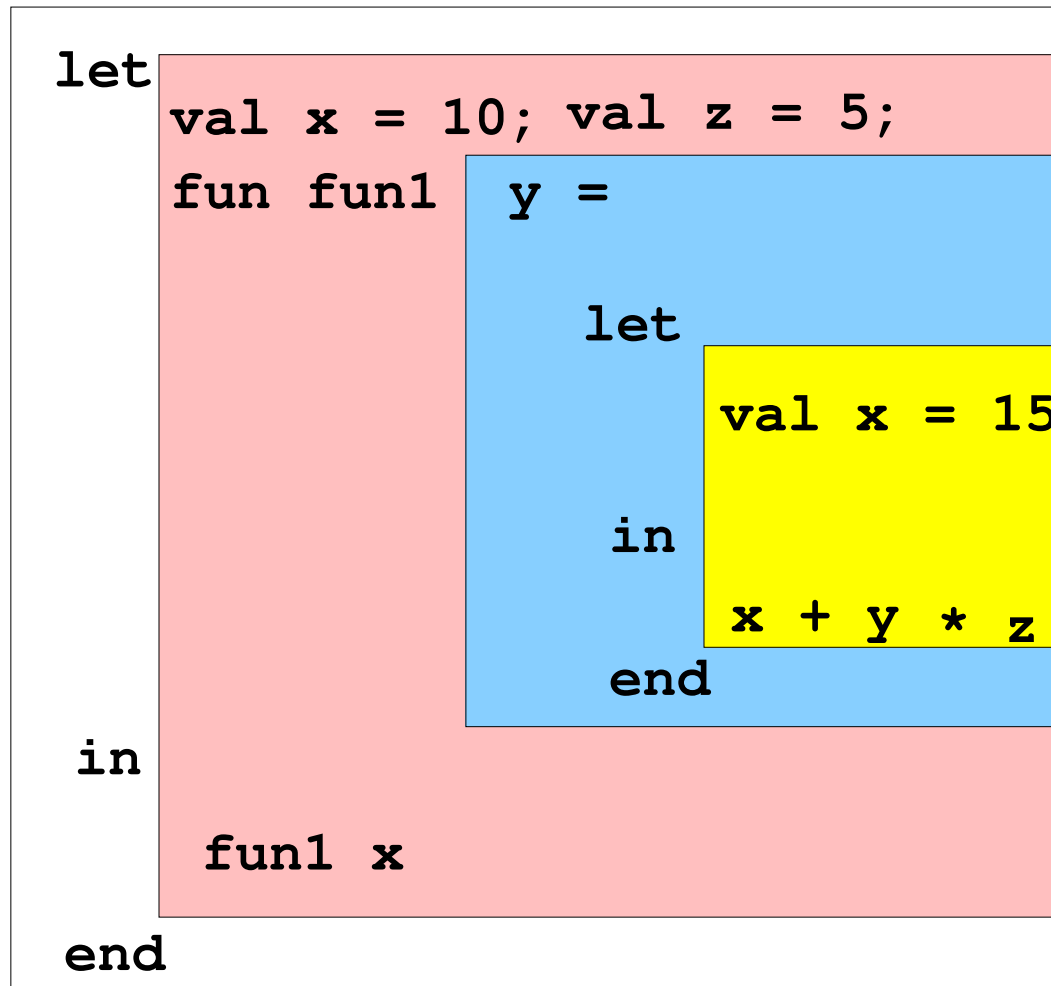 let
val x = 10; val z = 5;
fun fun1 y =
let
val x = 15
in
x + y * z
end
in
fun1 x
end